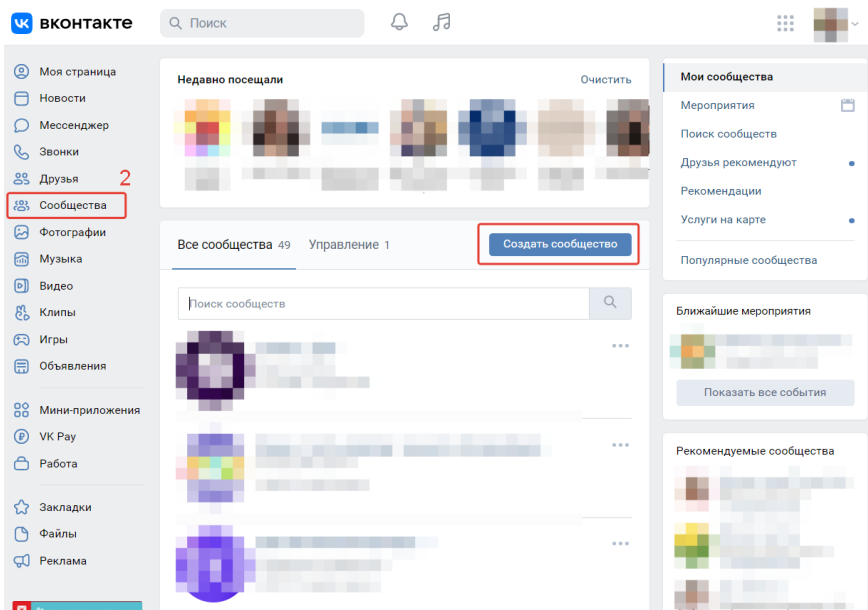 вконтакте
Поиск
Моя страница
Новости
Мессенджер
Звонки
Друзья
2
Сообщества
Фотографии
Музыка
Видео
Клипы
Игры
Объявления
Мини-приложения
VK Pay
Работа
Закладки
Файлы
Реклама
Недавно посещали
Очистить
Все сообщества 49 Управление 1
Создать сообщество
Поиск сообществ
Мои сообщества
Мероприятия
Поиск сообществ
Друзья рекомендуют
Рекомендации
Услуги на карте
Популярные сообщества
Ближайшие мероприятия
Показать все события
Рекомендуемые сообщества